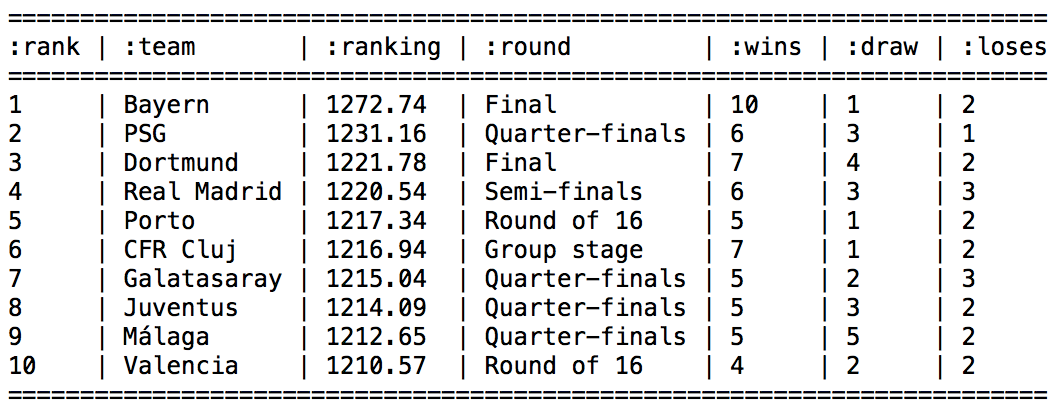 ========================================================================
:rank | :team       | :ranking | :round         | :wins | :draw | :loses
========================================================================
1     | Bayern      | 1272.74  | Final          | 10    | 1     | 2
2     | PSG         | 1231.16  | Quarter-finals | 6     | 3     | 1
3     | Dortmund    | 1221.78  | Final          | 7     | 4     | 2
4     | Real Madrid | 1220.54  | Semi-finals    | 6     | 3     | 3
5     | Porto       | 1217.34  | Round of 16    | 5     | 1     | 2
6     | CFR Cluj    | 1216.94  | Group stage    | 7     | 1     | 2
7     | Galatasaray | 1215.04  | Quarter-finals | 5     | 2     | 3
8     | Juventus    | 1214.09  | Quarter-finals | 5     | 3     | 2
9     | Málaga      | 1212.65  | Quarter-finals | 5     | 5     | 2
10    | Valencia    | 1210.57  | Round of 16    | 4     | 2     | 2
========================================================================